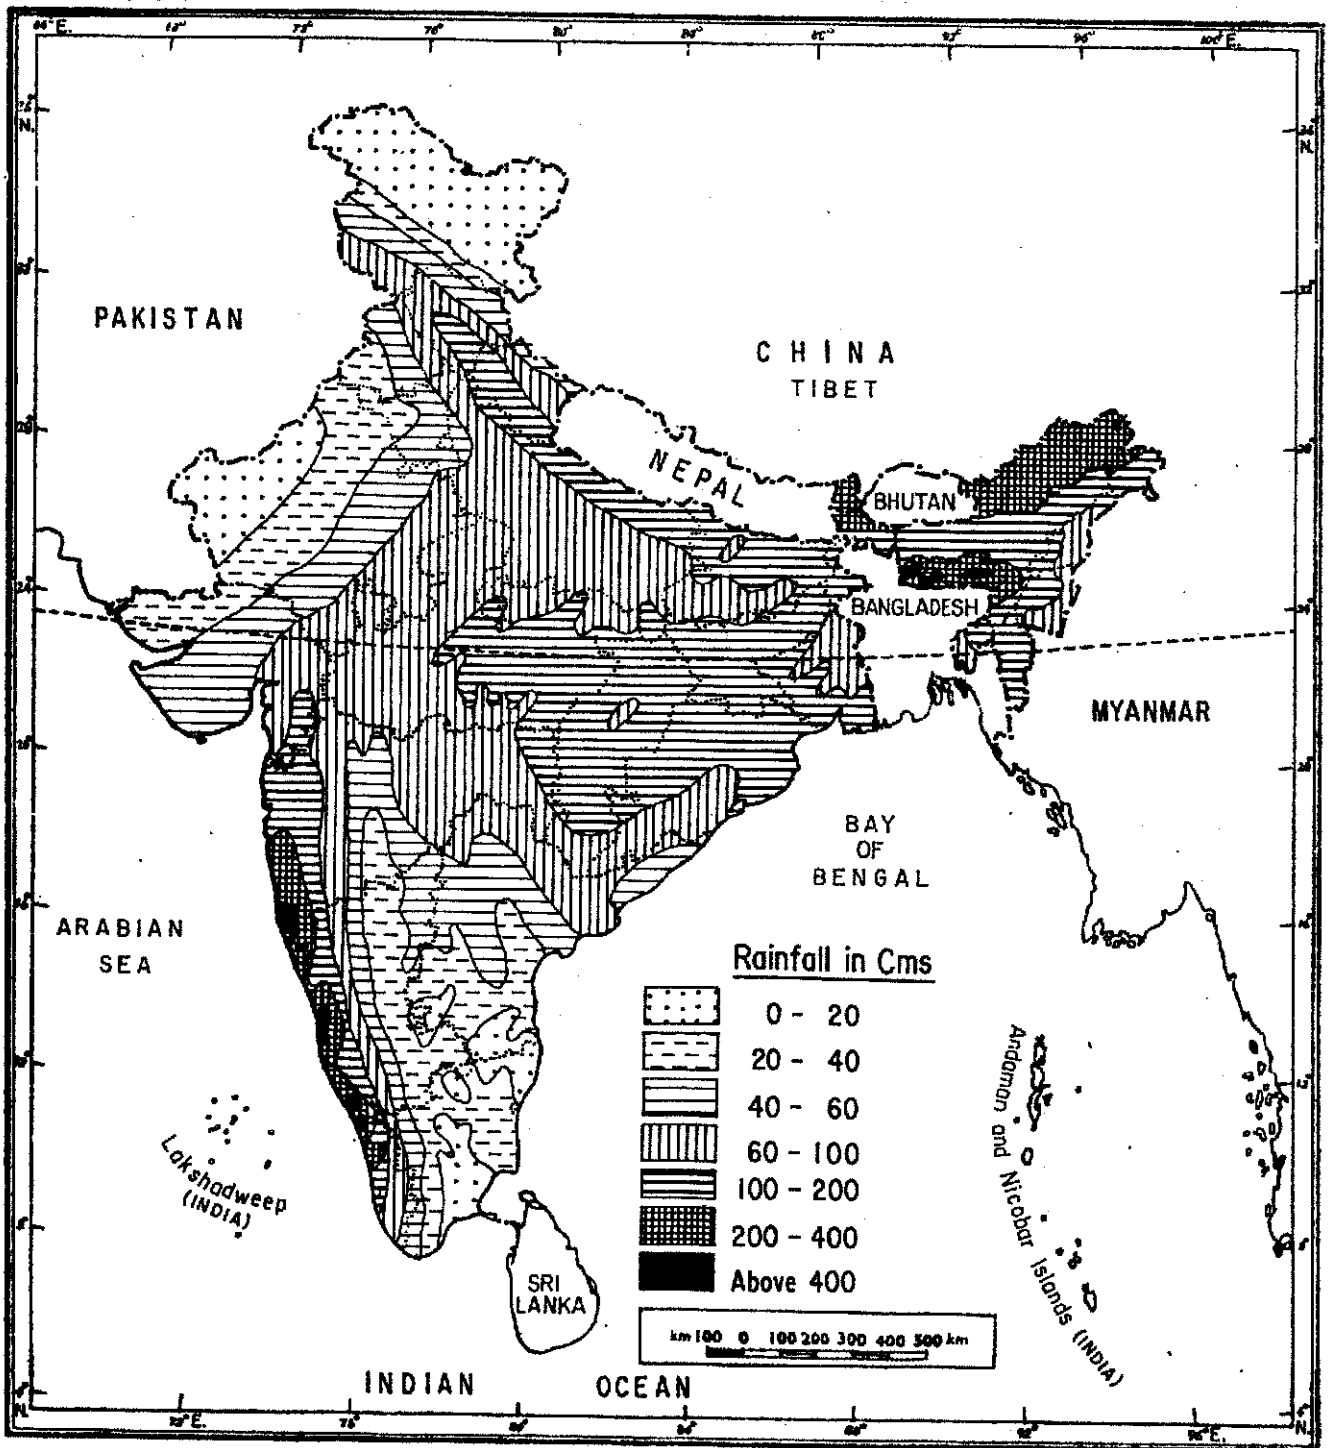 PAKISTAN
CHINA
TIBET
NEPAL
BHUTAN
BANGLADESH
MYANMAR
BAY
OF
BENGAL
ARABIAN
SEA
Rainfall in Cms
0 - 20
20 - 40
40 - 60
60 - 100
100 - 200
200 - 400
Above 400
Lakshadweep
(INDIA)
Andaman and Nicobar Islands (INDIA)
SRI
LANKA
km 100 0 100 200 300 400 500 km
INDIAN OCEAN